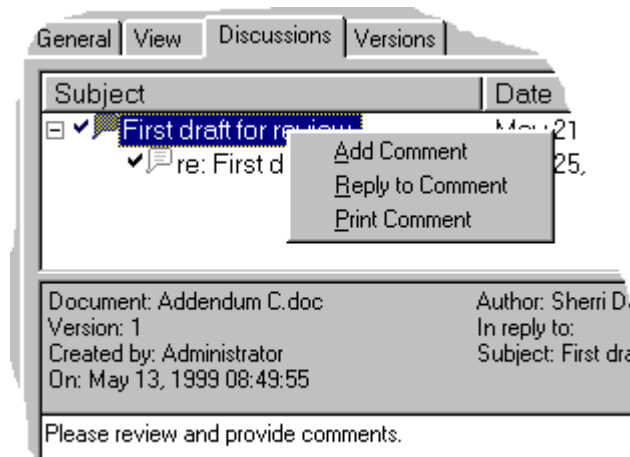 General View Discussions Versions
Subject Date
First draft for review May 21
re: First d 25,
Add Comment
Reply to Comment
Print Comment
Document: Addendum C.doc Author: Sherri D
Version: 1 In reply to:
Created by: Administrator Subject: First dra
On: May 13, 1999 08:49:55
Please review and provide comments.